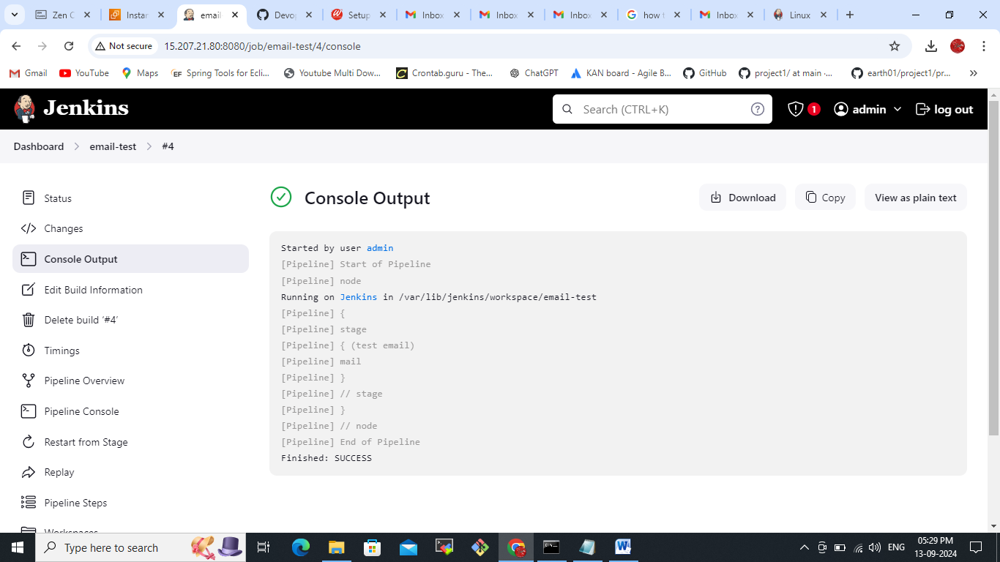 Zen C
Instan
email
Devop
Setup
Inbox
Inbox
Inbox
how t
Inbox
Linux
Not secure
15.207.21.80:8080/job/email-test/4/console
Gmail
YouTube
Maps
Spring Tools for Ecli...
Youtube Multi Dow...
Crontab.guru - The...
ChatGPT
KAN board - Agile B...
GitHub
project1/ at main ·...
earth01/project1/pr...
Jenkins
Search (CTRL+K)
1
admin
log out
Dashboard
email-test
#4
Status
Changes
Console Output
Edit Build Information
Delete build ‘#4’
Timings
Pipeline Overview
Pipeline Console
Restart from Stage
Replay
Pipeline Steps
Workspaces
Console Output
Download
Copy
View as plain text
Started by user admin
[Pipeline] Start of Pipeline
[Pipeline] node
Running on Jenkins in /var/lib/jenkins/workspace/email-test
[Pipeline] {
[Pipeline] stage
[Pipeline] { (test email)
[Pipeline] mail
[Pipeline] }
[Pipeline] // stage
[Pipeline] }
[Pipeline] // node
[Pipeline] End of Pipeline
Finished: SUCCESS
Type here to search
ENG
05:29 PM
13-09-2024